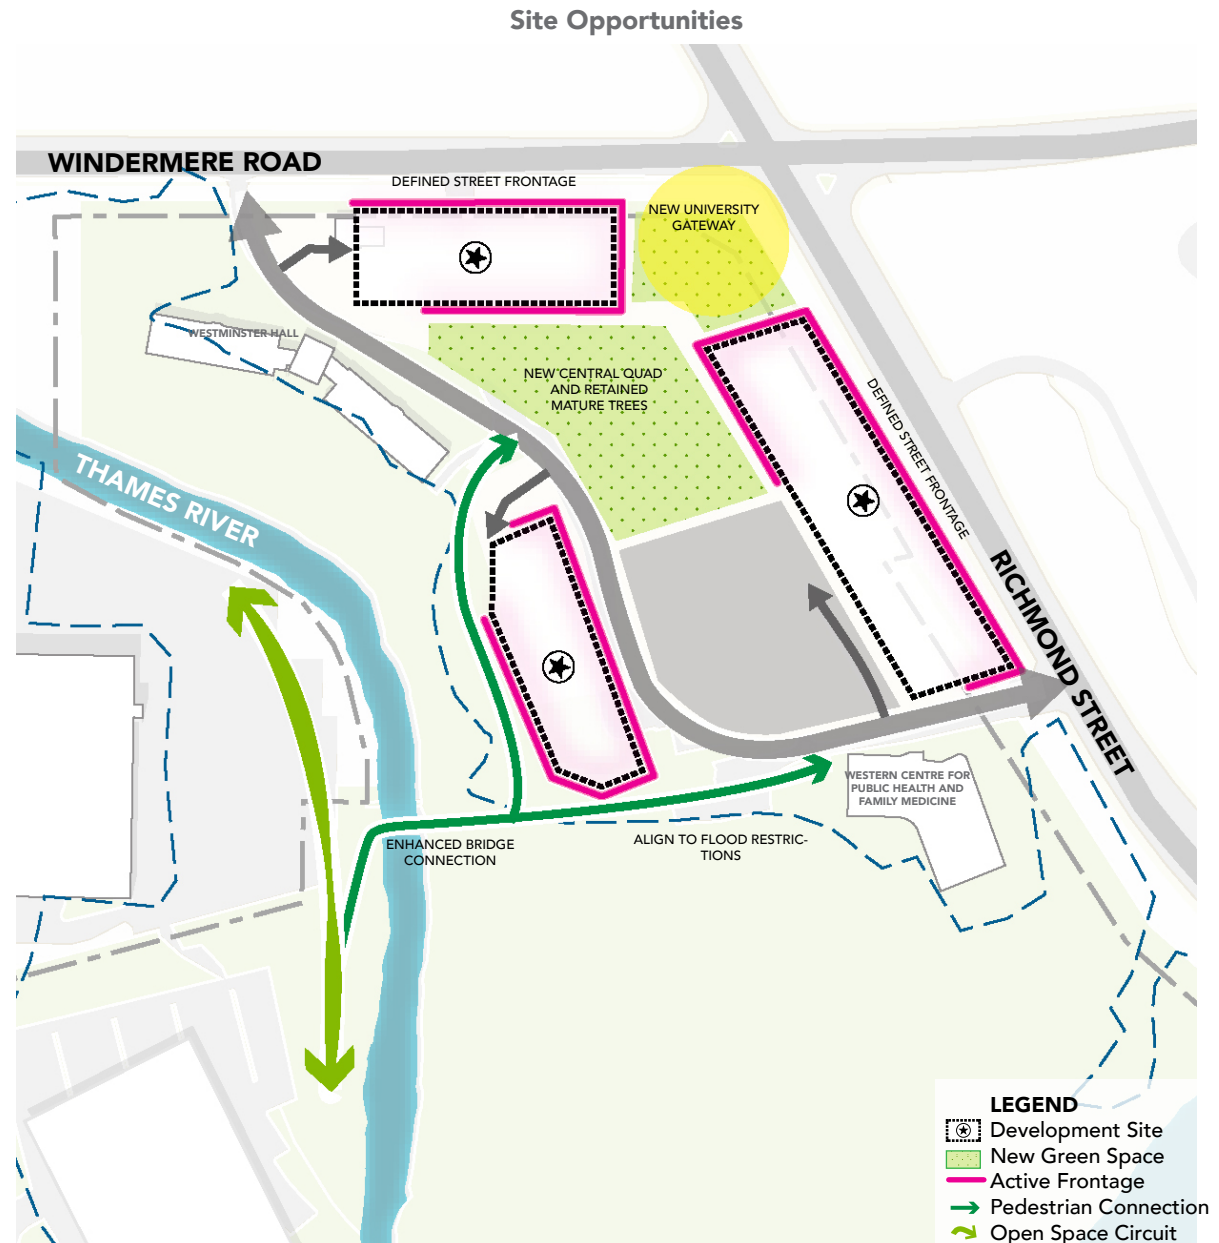 Site Opportunities
WINDERMERE ROAD
DEFINED STREET FRONTAGE
NEW UNIVERSITY
GATEWAY
WESTMINSTER HALL
NEW CENTRAL QUAD
AND RETAINED
MATURE TREES
DEFINED STREET FRONTAGE
THAMES RIVER
RICHMOND STREET
WESTERN CENTRE FOR
PUBLIC HEALTH AND
FAMILY MEDICINE
ENHANCED BRIDGE
CONNECTION
ALIGN TO FLOOD RESTRIC-
TIONS
LEGEND
Development Site
New Green Space
Active Frontage
Pedestrian Connection
Open Space Circuit